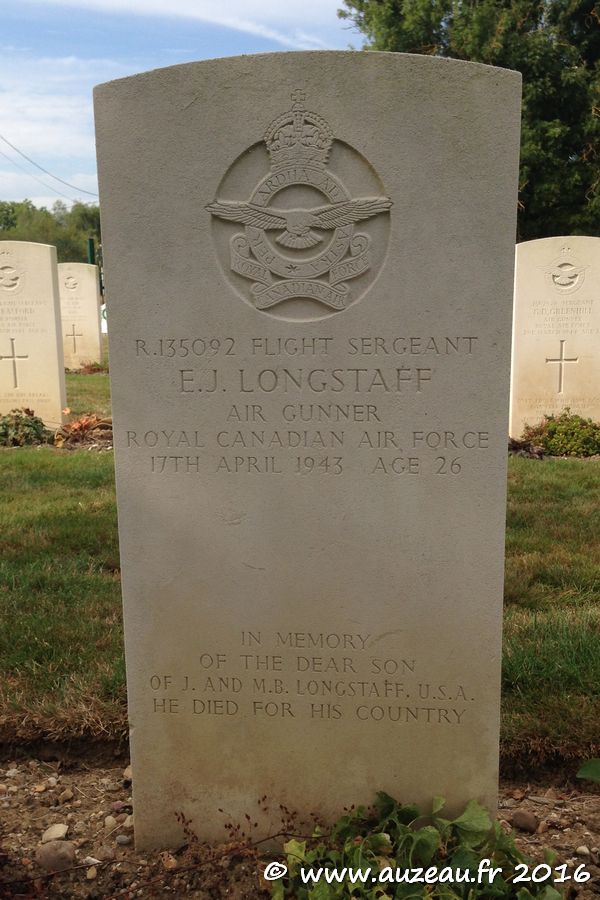 PER ARDUA AD ASTRA
ROYAL CANADIAN AIR FORCE
R.135092 FLIGHT SERGEANT
E.J. LONGSTAFF
AIR GUNNER
ROYAL CANADIAN AIR FORCE
17TH APRIL 1943 AGE 26
IN MEMORY
OF THE DEAR SON
OF J. AND M.B. LONGSTAFF. U.S.A.
HE DIED FOR HIS COUNTRY
© www.auzeau.fr 2016